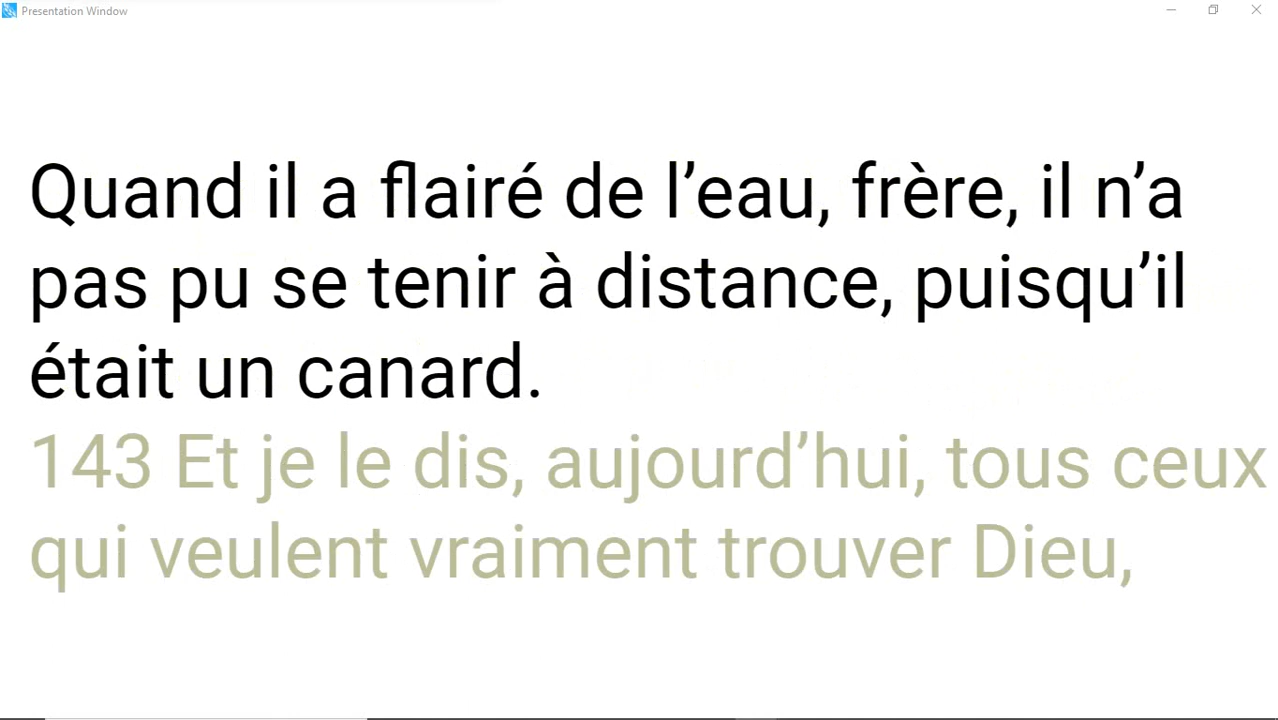 Presentation Window
Quand il a flairé de l’eau, frère, il n’a
pas pu se tenir à distance, puisqu’il
était un canard.
143 Et je le dis, aujourd’hui, tous ceux
qui veulent vraiment trouver Dieu,